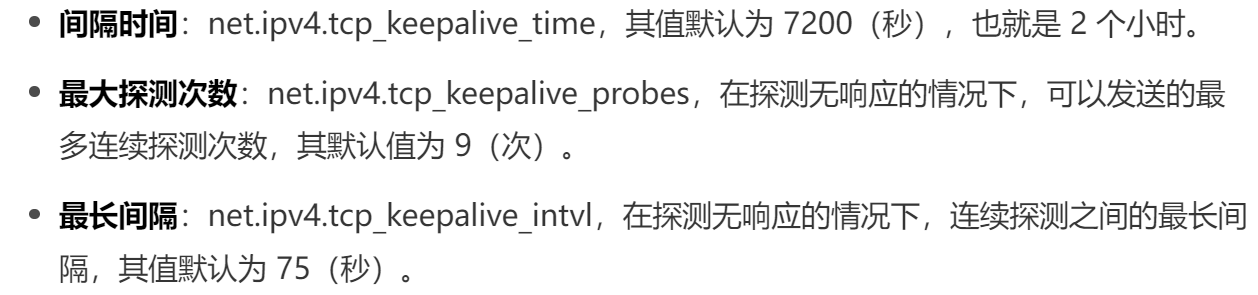 间隔时间：net.ipv4.tcp_keepalive_time，其值默认为 7200（秒），也就是 2 个小时。
最大探测次数：net.ipv4.tcp_keepalive_probes，在探测无响应的情况下，可以发送的最
多连续探测次数，其默认值为 9（次）。
最长间隔：net.ipv4.tcp_keepalive_intvl，在探测无响应的情况下，连续探测之间的最长间
隔，其值默认为 75（秒）。